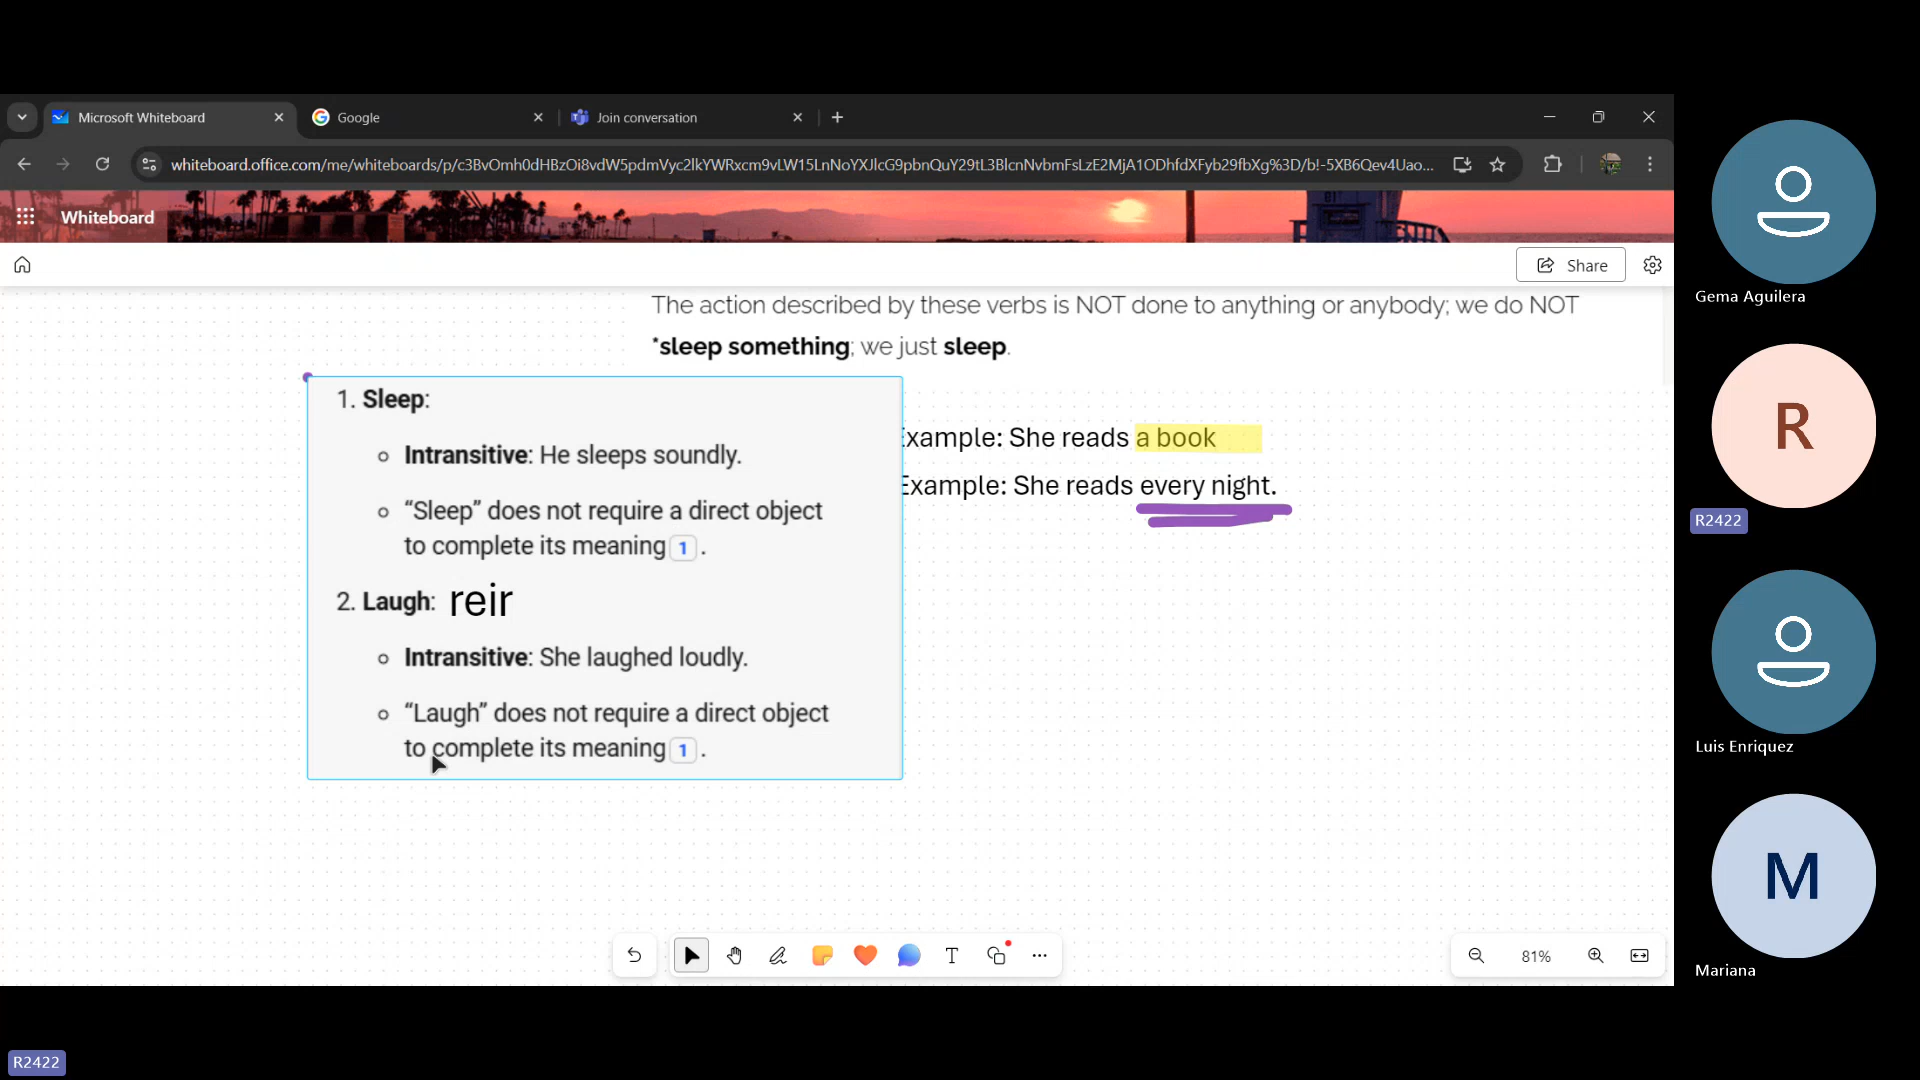 Microsoft Whiteboard
Google
Join conversation
whiteboard.office.com/me/whiteboards/p/c3BvOmh0dHBzOi8vdW5pdmVyc2lkYWRxcm9vLW15LnNoYXJlcG9pbnQuY29tL3BlcnNvbmFsLzE2MjA1ODhfdXFyb29fbXg%3D/b!-5XB6Qev4Uao...
Whiteboard
Share
The action described by these verbs is NOT done to anything or anybody; we do NOT
*sleep something; we just sleep.
1. Sleep:
Intransitive: He sleeps soundly.
“Sleep” does not require a direct object
to complete its meaning 1 .
2. Laugh: reir
Intransitive: She laughed loudly.
“Laugh” does not require a direct object
to complete its meaning 1 .
Example: She reads a book
Example: She reads every night.
81%
Gema Aguilera
R
R2422
Luis Enriquez
M
Mariana
R2422